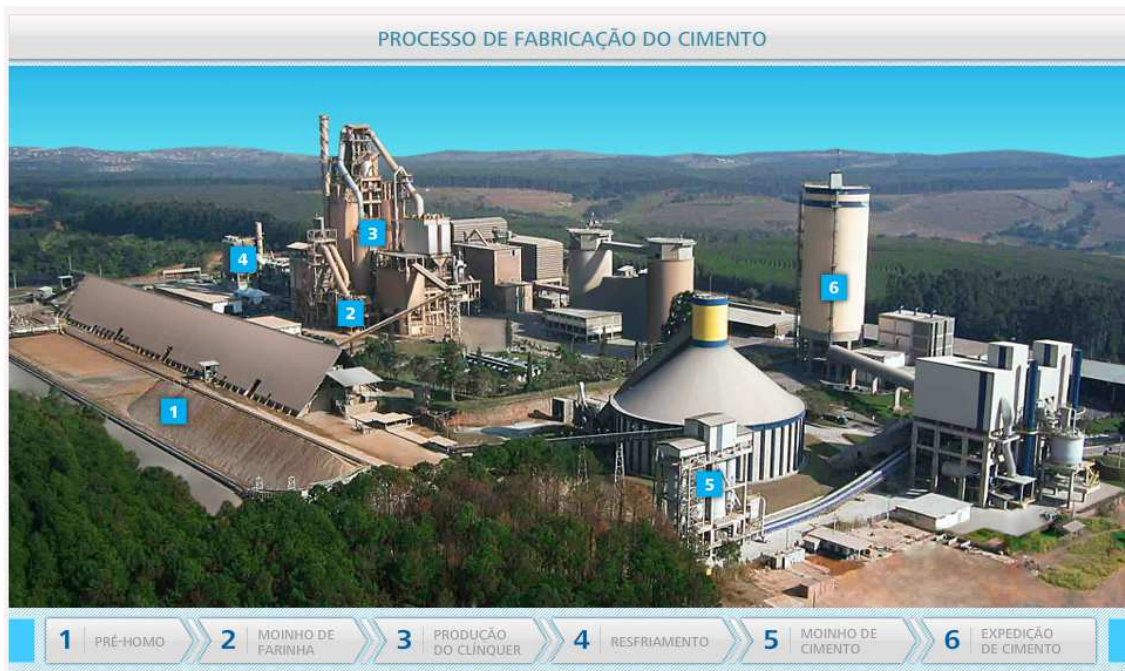 PROCESSO DE FABRICAÇÃO DO CIMENTO
3
4
6
2
1
5
1 PRÉ-HOMO
2 MOINHO DE
FARINHA
3 PRODUÇÃO
DO CLÍNQUER
4 RESFRIAMENTO
5 MOINHO DE
CIMENTO
6 EXPEDIÇÃO
DE CIMENTO